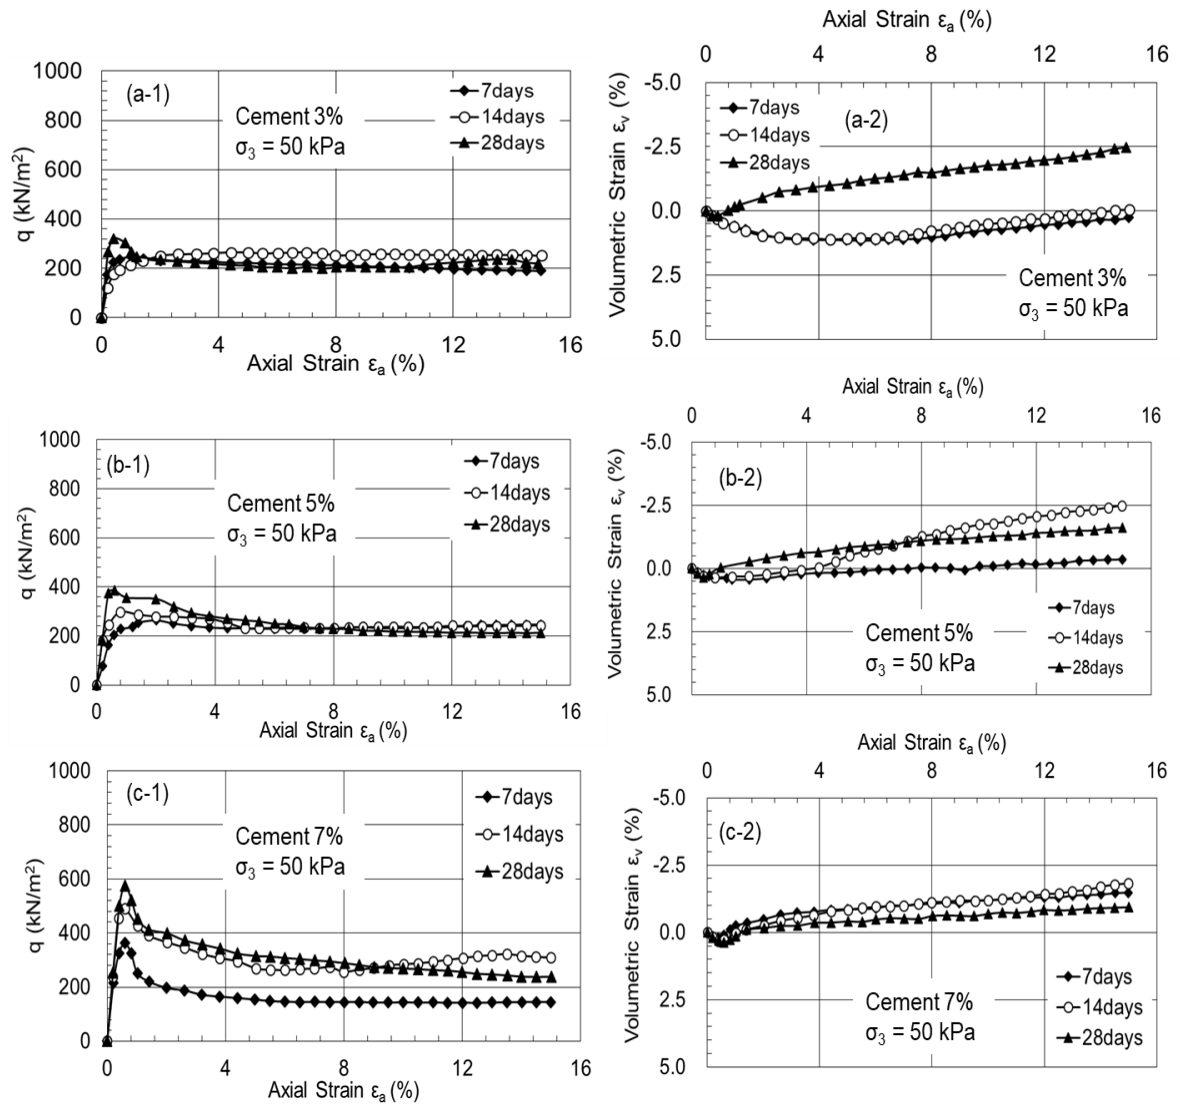 (a-1)
Cement 3%
σ3 = 50 kPa
7days
14days
28days
q (kN/m2)
1000
800
600
400
200
0
0 4 8 12 16
Axial Strain εa (%)
Axial Strain εa (%)
0 4 8 12 16
Volumetric Strain εv (%)
-5.0
-2.5
0.0
2.5
5.0
7days
14days
28days
(a-2)
Cement 3%
σ3 = 50 kPa
(b-1)
Cement 5%
σ3 = 50 kPa
7days
14days
28days
q (kN/m2)
1000
800
600
400
200
0
0 4 8 12 16
Axial Strain εa (%)
Axial Strain εa (%)
0 4 8 12 16
Volumetric Strain εv (%)
-5.0
-2.5
0.0
2.5
5.0
(b-2)
Cement 5%
σ3 = 50 kPa
7days
14days
28days
(c-1)
Cement 7%
σ3 = 50 kPa
7days
14days
28days
q (kN/m2)
1000
800
600
400
200
0
0 4 8 12 16
Axial Strain εa (%)
Axial Strain εa (%)
0 4 8 12 16
Volumetric Strain εv (%)
-5.0
-2.5
0.0
2.5
5.0
(c-2)
Cement 7%
σ3 = 50 kPa
7days
14days
28days